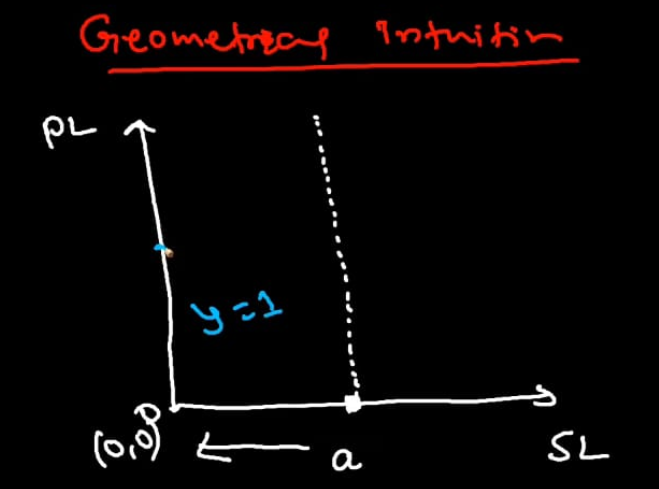 Geometrical Intuition
PL
y=1
(0,0)
a
SL